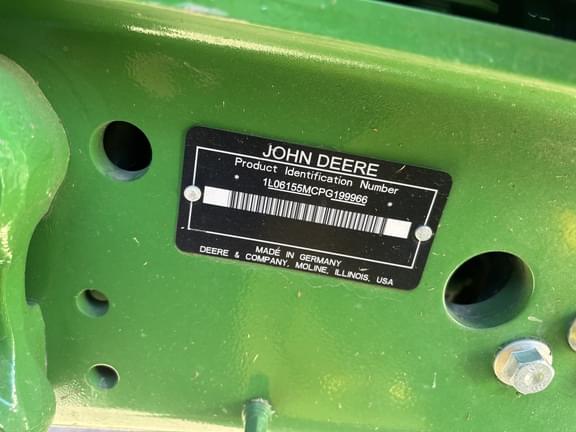 JOHN DEERE
Product Identification Number
1L06155MCPG199966
MADE IN GERMANY
DEERE & COMPANY, MOLINE, ILLINOIS, USA